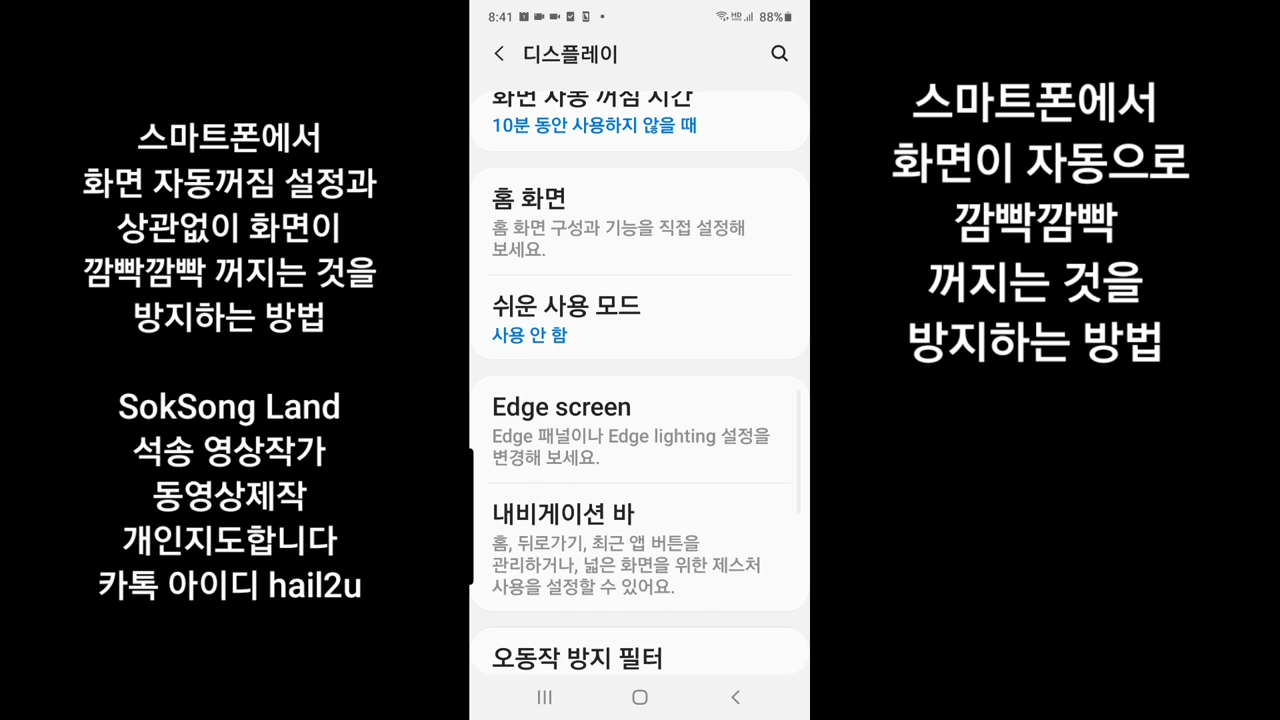 스마트폰에서
화면 자동꺼짐 설정과
상관없이 화면이
깜빡깜빡 꺼지는 것을
방지하는 방법
SokSong Land
석송 영상작가
동영상제작
개인지도합니다
카톡 아이디 hail2u
8:41
HD
88%
디스플레이
화면 자동 꺼짐 시간
10분 동안 사용하지 않을 때
홈 화면
홈 화면 구성과 기능을 직접 설정해
보세요.
쉬운 사용 모드
사용 안 함
Edge screen
Edge 패널이나 Edge lighting 설정을
변경해 보세요.
내비게이션 바
홈, 뒤로가기, 최근 앱 버튼을
관리하거나, 넓은 화면을 위한 제스처
사용을 설정할 수 있어요.
오동작 방지 필터
스마트폰에서
화면이 자동으로
깜빡깜빡
꺼지는 것을
방지하는 방법